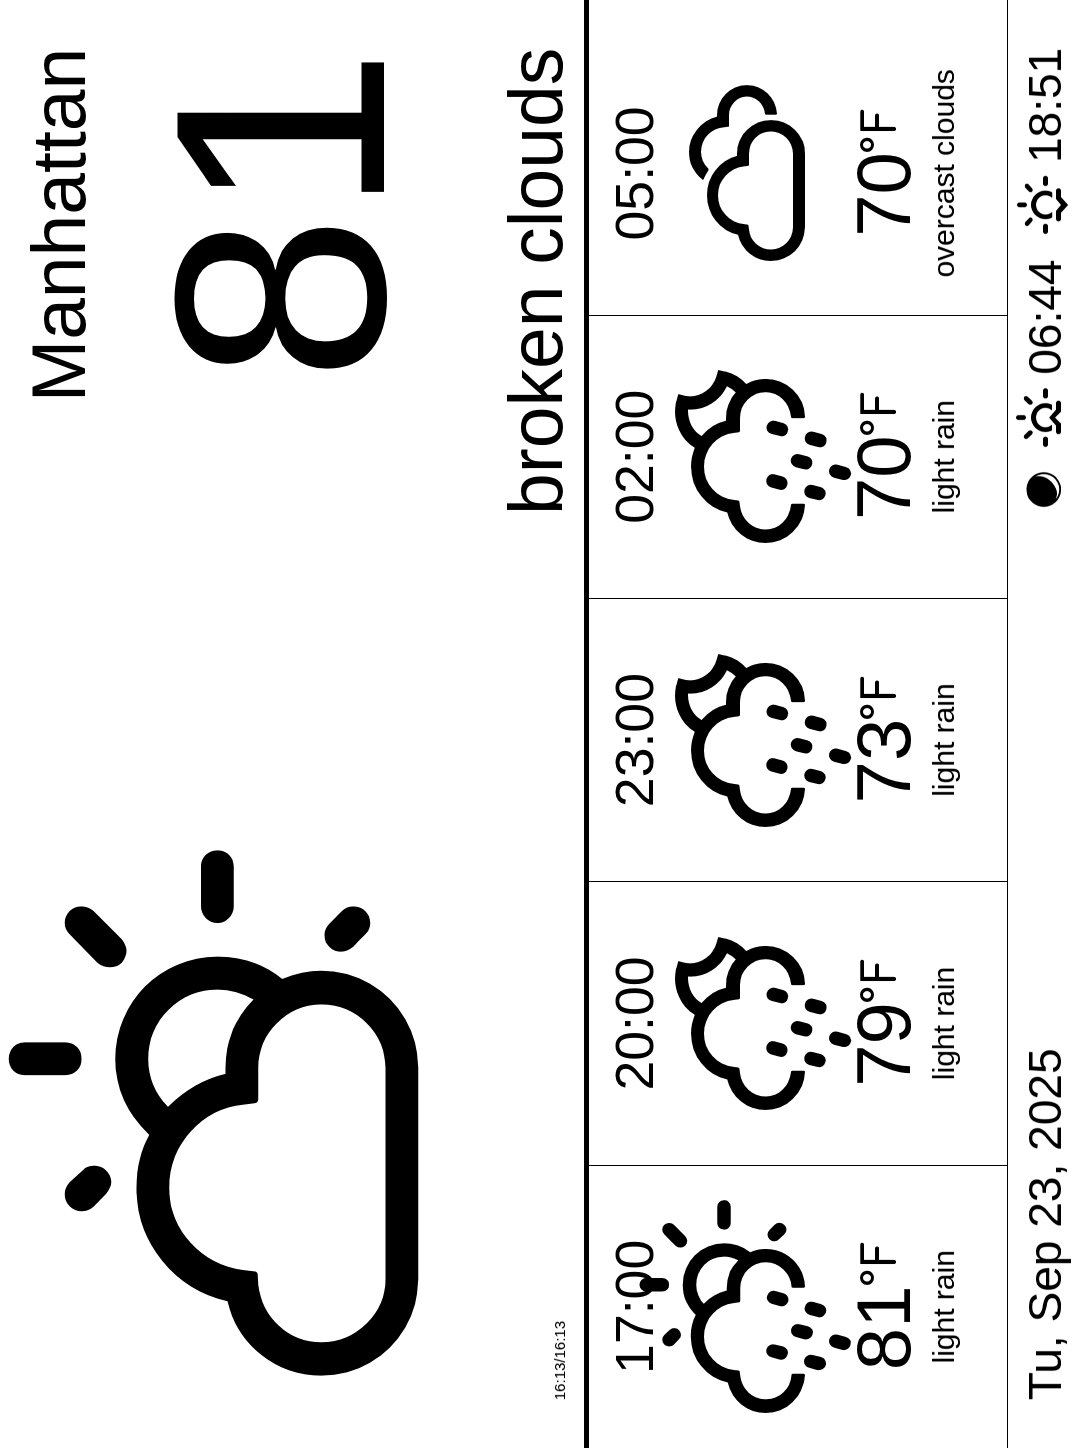 Manhattan
81
broken clouds
16:13/16:13
17:00
81°F
light rain
20:00
79°F
light rain
23:00
73°F
light rain
02:00
70°F
light rain
05:00
70°F
overcast clouds
Tu, Sep 23, 2025
06:44
18:51